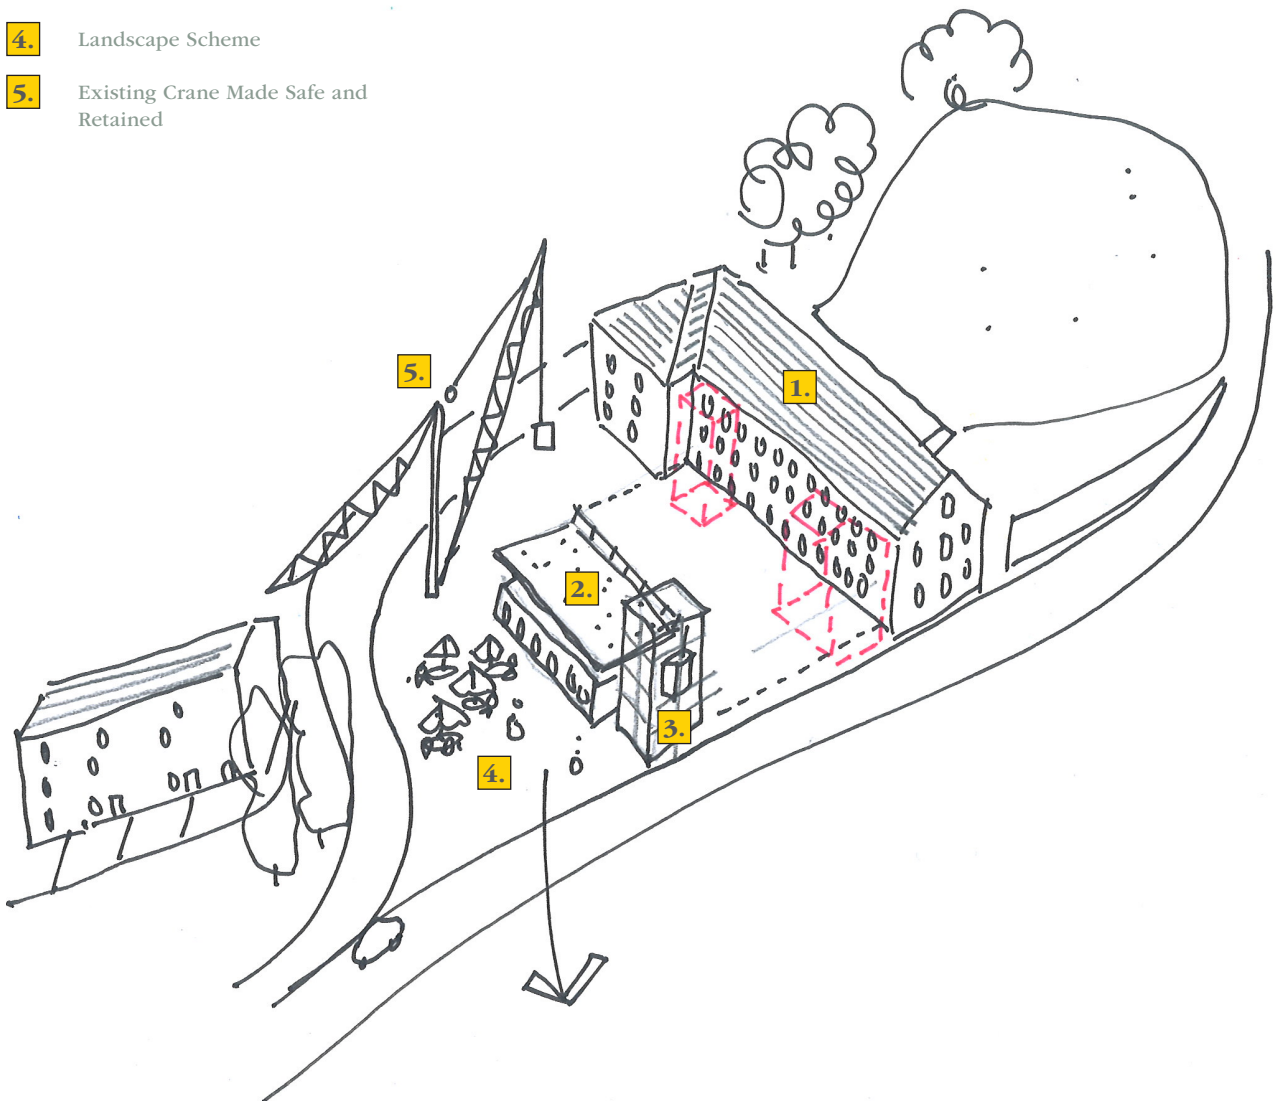 4. Landscape Scheme
5. Existing Crane Made Safe and
Retained
5.
1.
2.
3.
4.